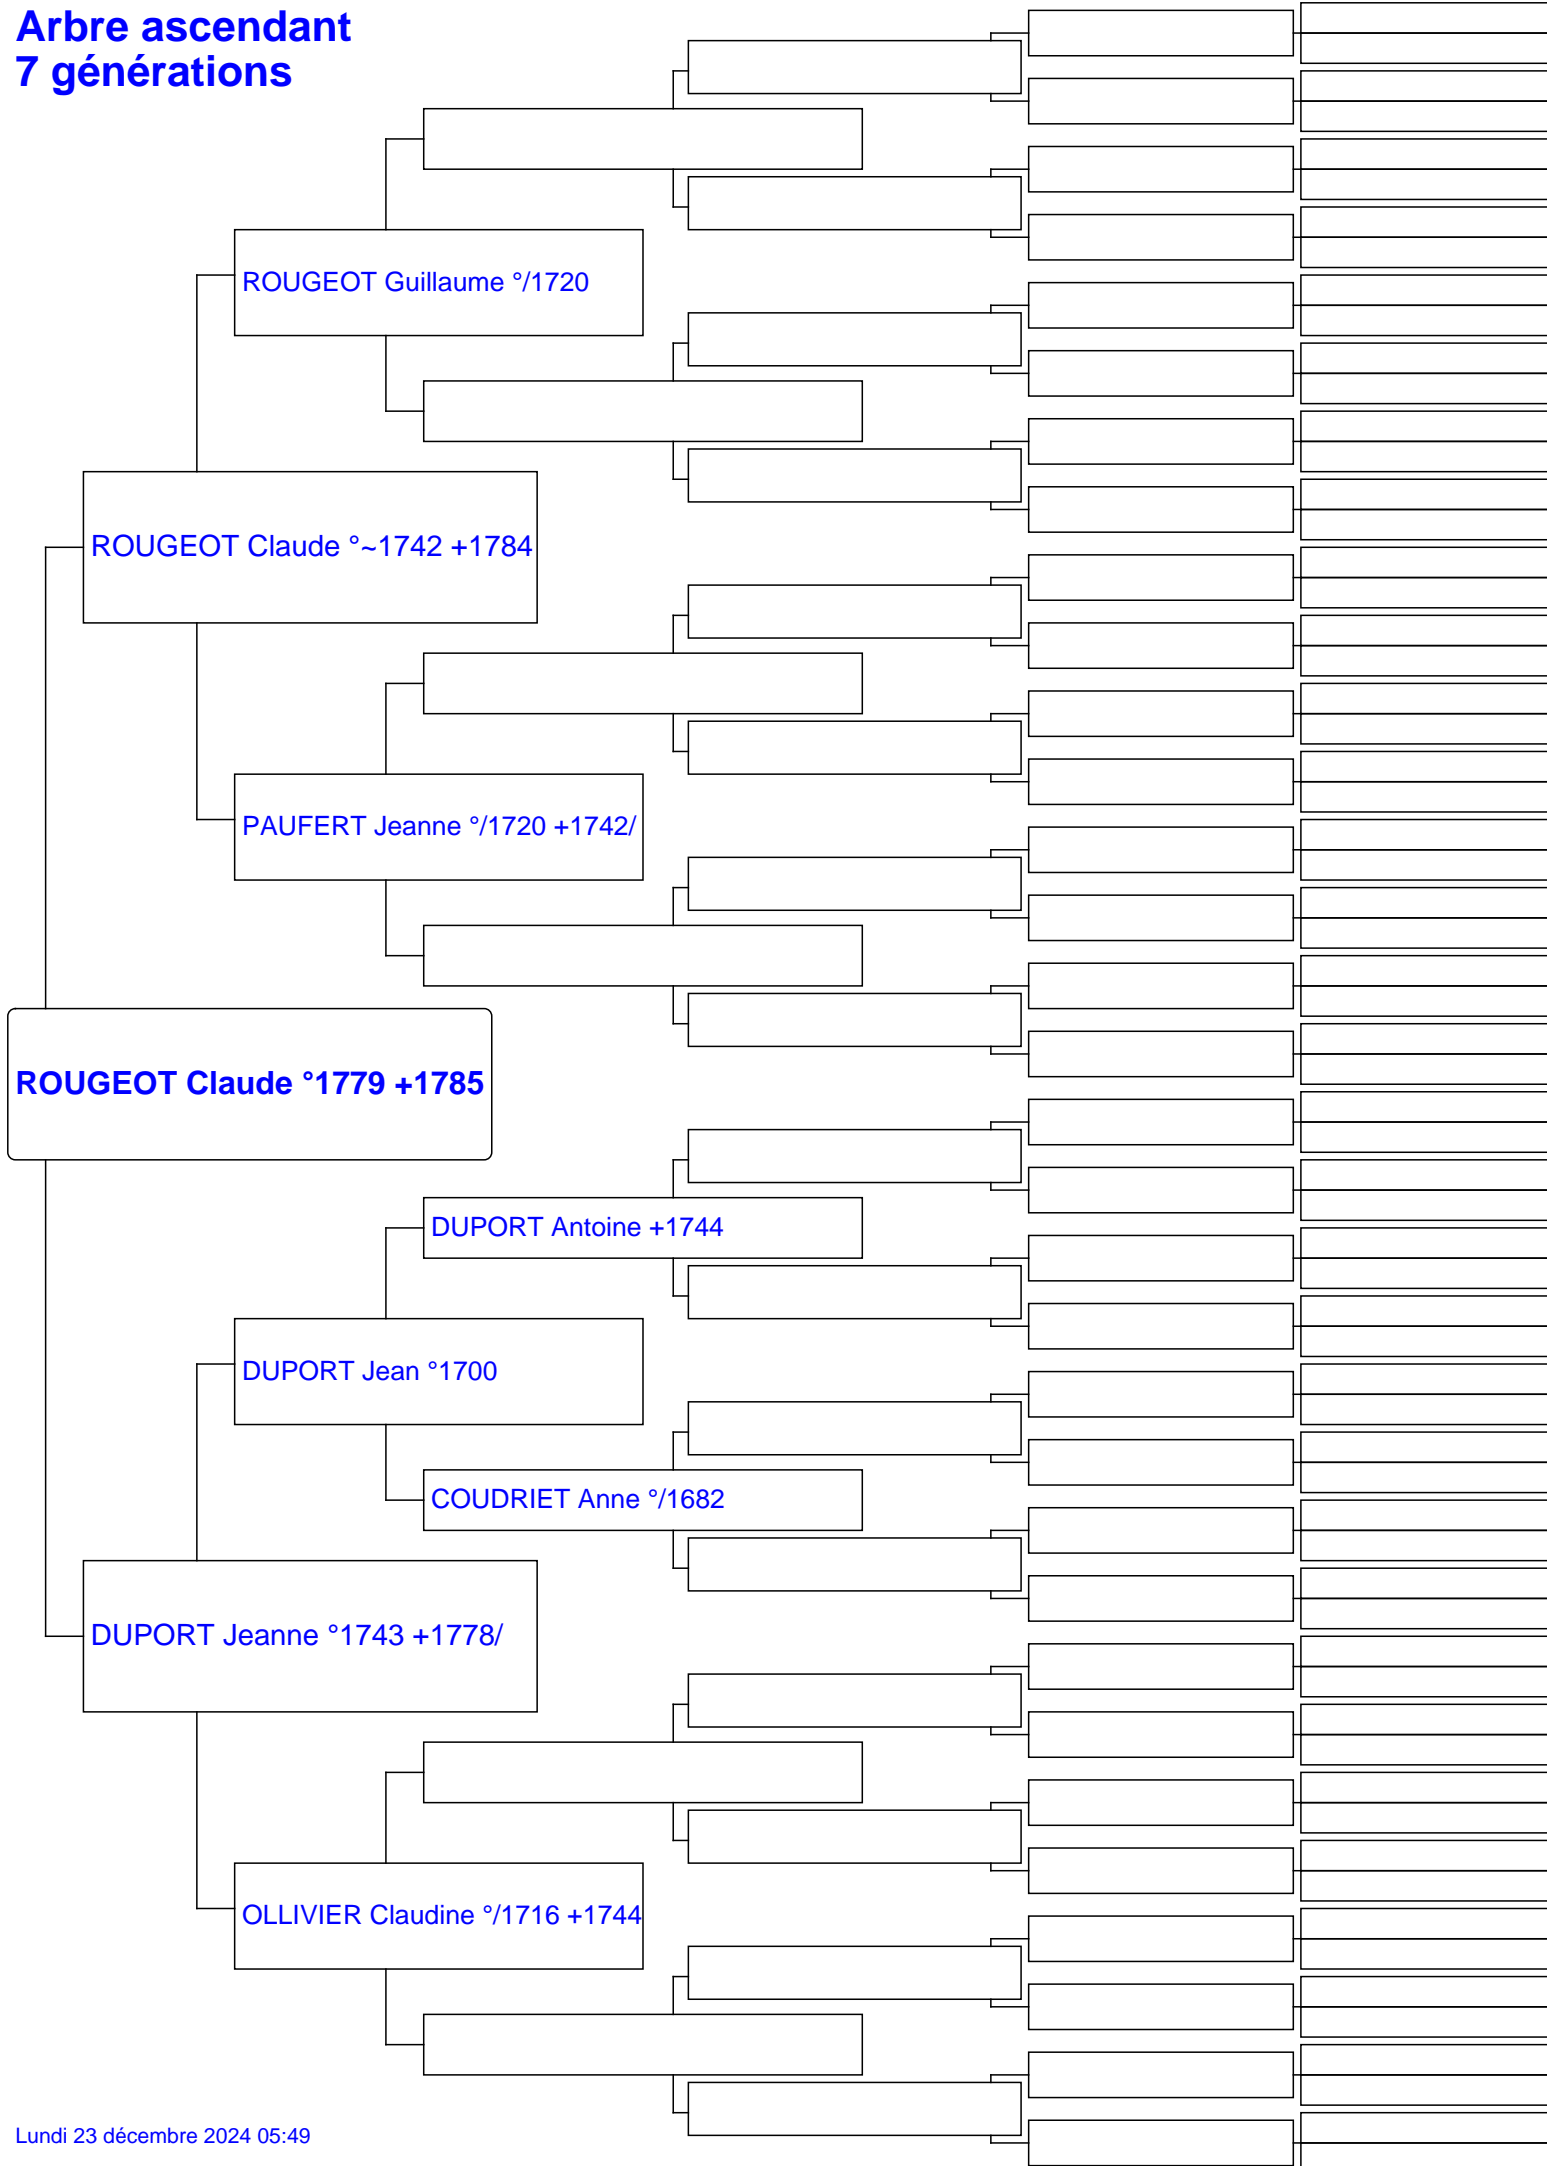 Arbre ascendant
7 générations
ROUGEOT Guillaume °/1720
ROUGEOT Claude °~1742 +1784
PAUFERT Jeanne °/1720 +1742/
ROUGEOT Claude °1779 +1785
DUPORT Antoine +1744
DUPORT Jean °1700
COUDRIET Anne °/1682
DUPORT Jeanne °1743 +1778/
OLLIVIER Claudine °/1716 +1744
Lundi 23 décembre 2024 05:49